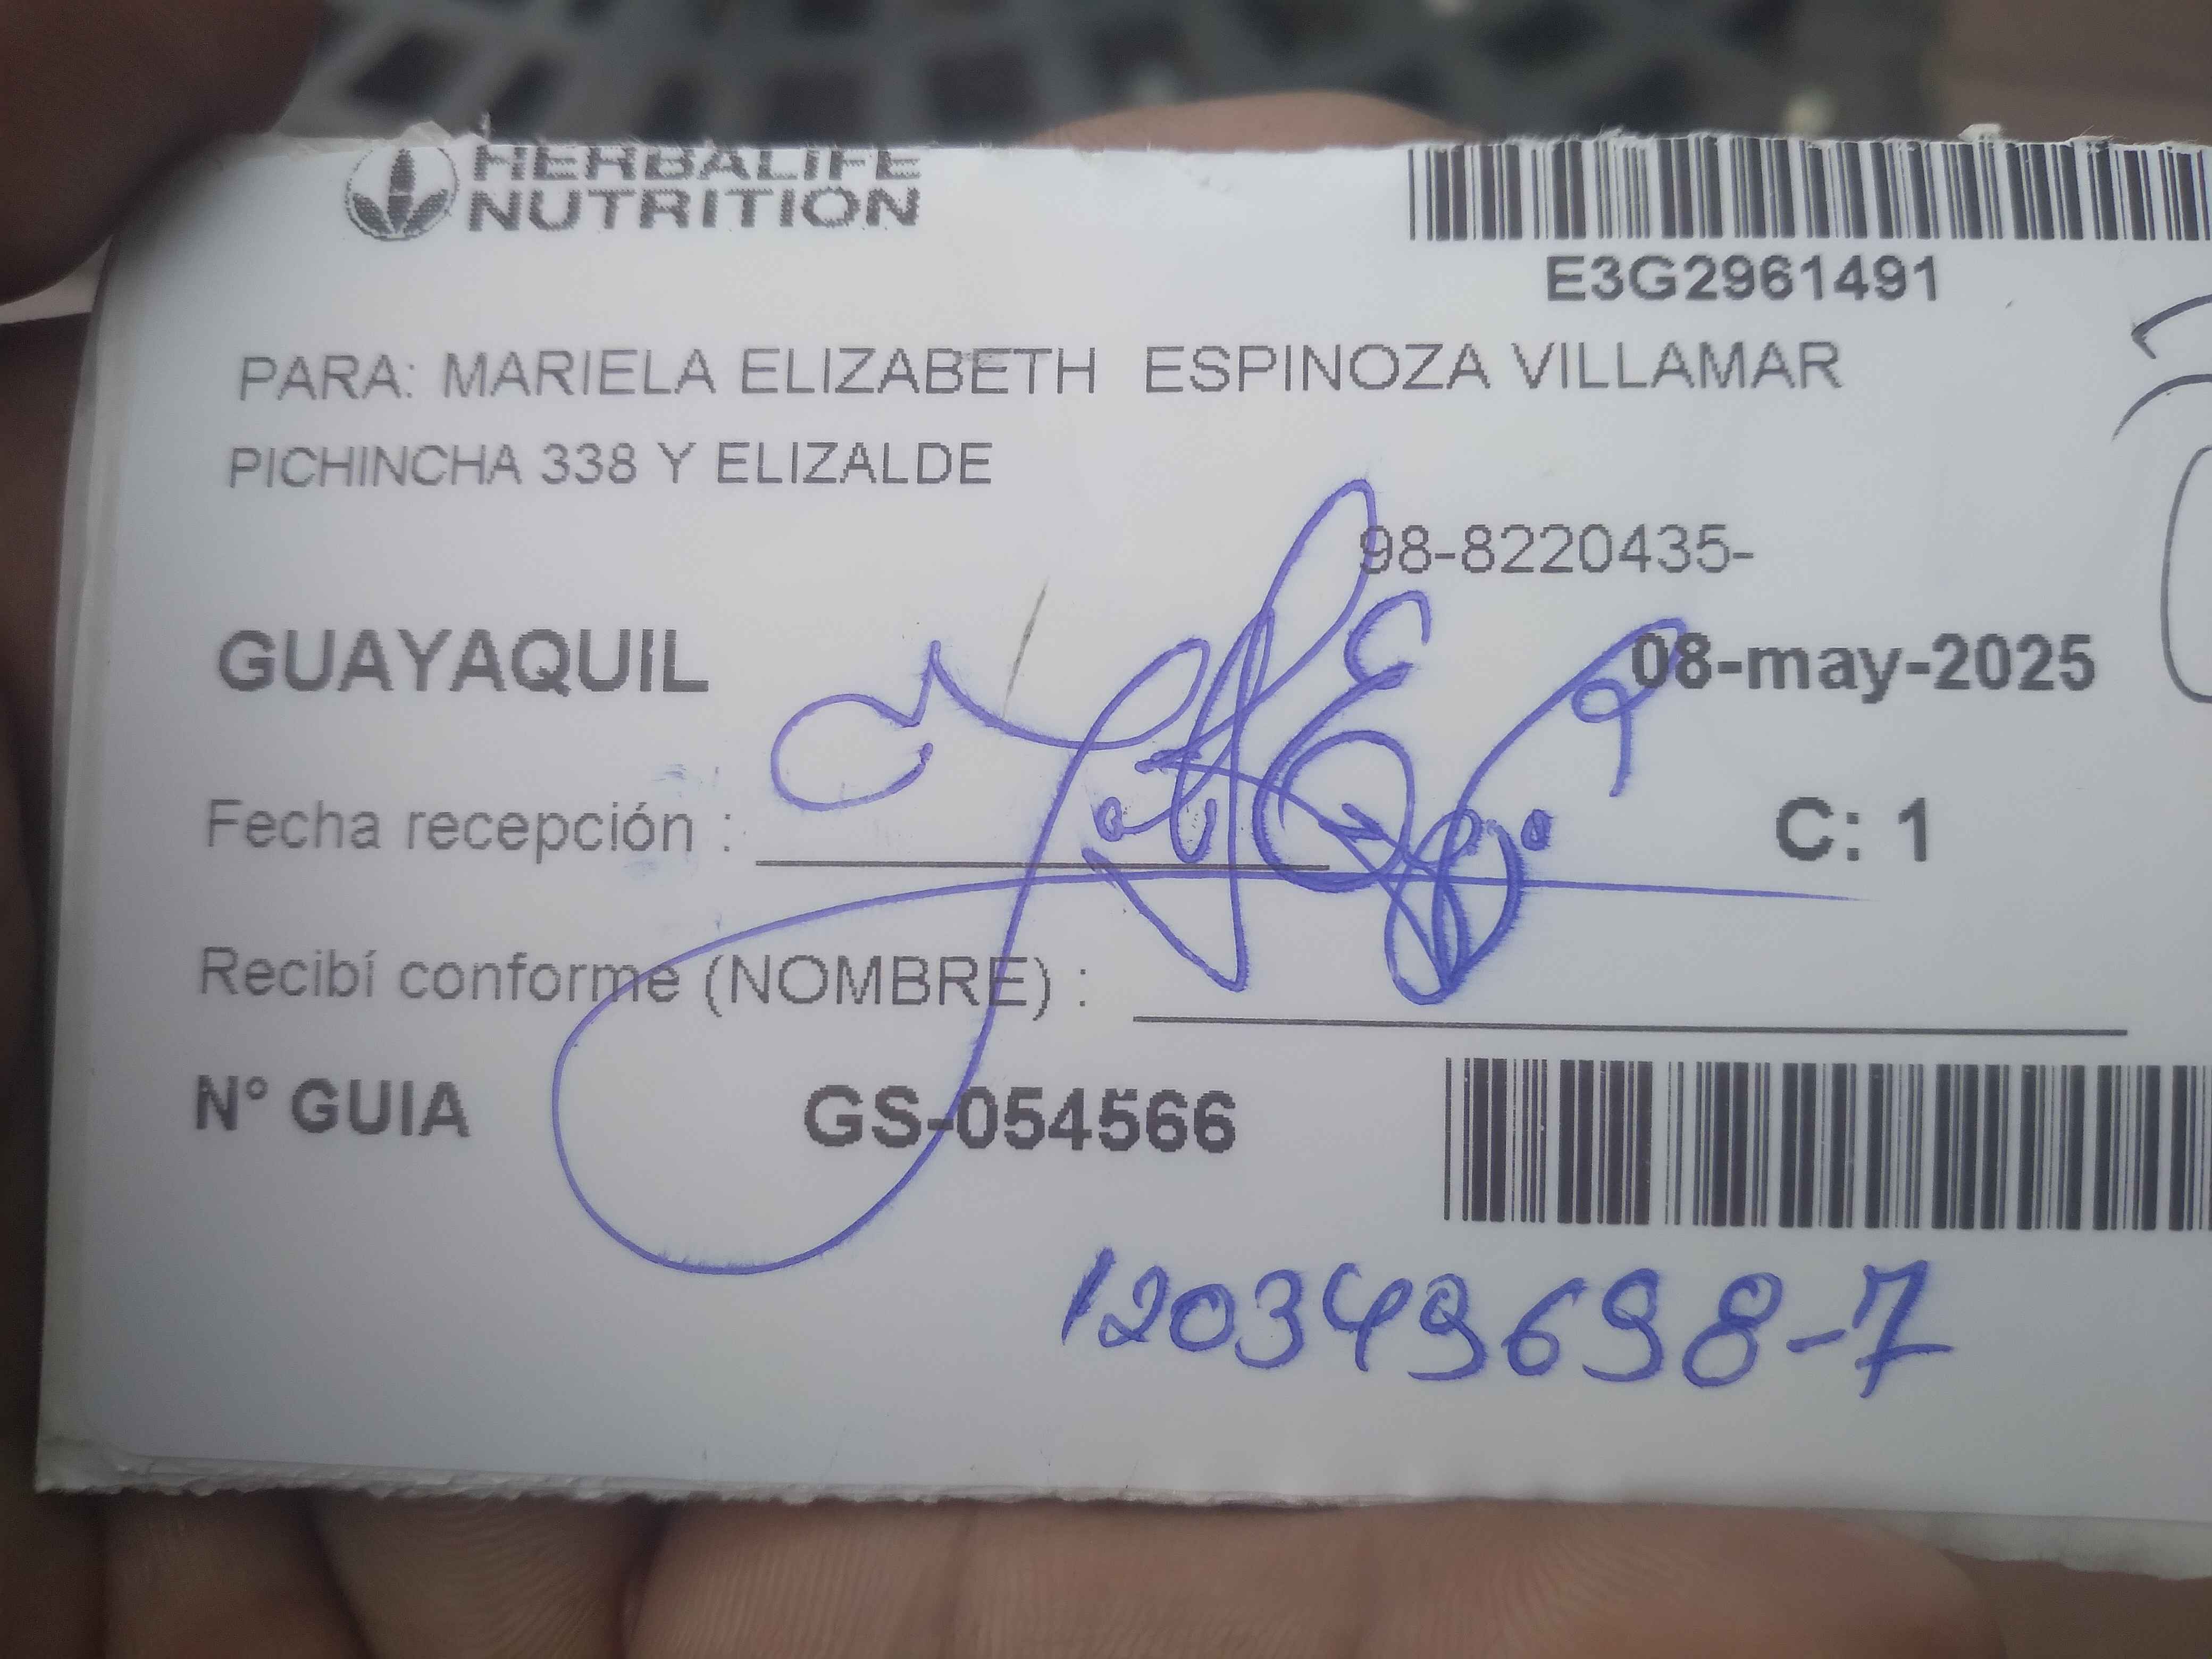 HERBALIFE
NUTRITION
E3G2961491
PARA: MARIELA ELIZABETH ESPINOZA VILLAMAR
PICHINCHA 338 Y ELIZALDE
98-8220435-
GUAYAQUIL
08-may-2025
Fecha recepción :
C: 1
Recibí conforme (NOMBRE) :
N° GUIA GS-054566
120349698-7